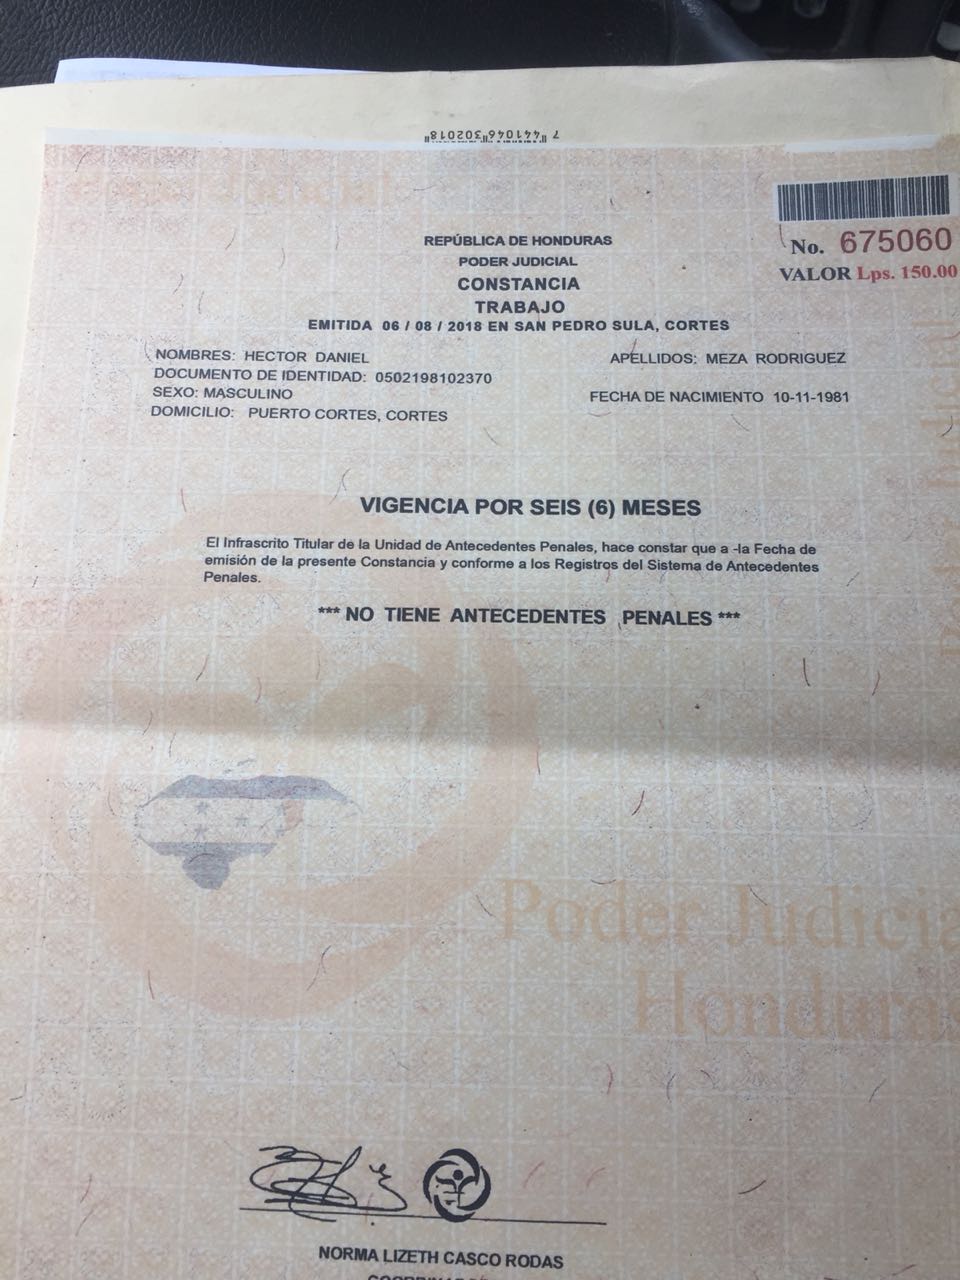 7 441046 302018
No. 675060
VALOR Lps. 150.00
REPÚBLICA DE HONDURAS
PODER JUDICIAL
CONSTANCIA
TRABAJO
EMITIDA 06 / 08 / 2018 EN SAN PEDRO SULA, CORTES
NOMBRES: HECTOR DANIEL APELLIDOS: MEZA RODRIGUEZ
DOCUMENTO DE IDENTIDAD: 0502198102370
SEXO: MASCULINO FECHA DE NACIMIENTO 10-11-1981
DOMICILIO: PUERTO CORTES, CORTES
VIGENCIA POR SEIS (6) MESES
El Infrascrito Titular de la Unidad de Antecedentes Penales, hace constar que a -la Fecha de
emisión de la presente Constancia y conforme a los Registros del Sistema de Antecedentes
Penales.
*** NO TIENE ANTECEDENTES PENALES ***
Poder Judicia
Honduras
NORMA LIZETH CASCO RODAS